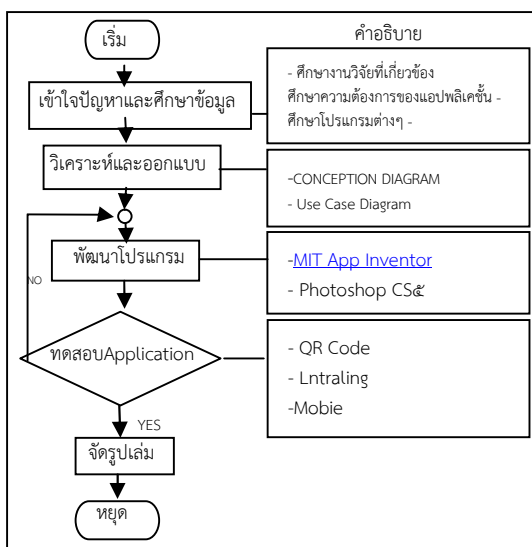 เริ่ม
คำอธิบาย
เข้าใจปัญหาและศึกษาข้อมูล
- ศึกษางานวิจัยที่เกี่ยวข้อง
ศึกษาความต้องการของแอปพลิเคชั้น -
ศึกษาโปรแกรมต่างๆ -
วิเคราะห์และออกแบบ
-CONCEPTION DIAGRAM
- Use Case Diagram
พัฒนาโปรแกรม
-MIT App Inventor
- Photoshop CS๕
NO
ทดสอบApplication
- QR Code
- Lntraling
-Mobie
YES
จัดรูปเล่ม
หยุด